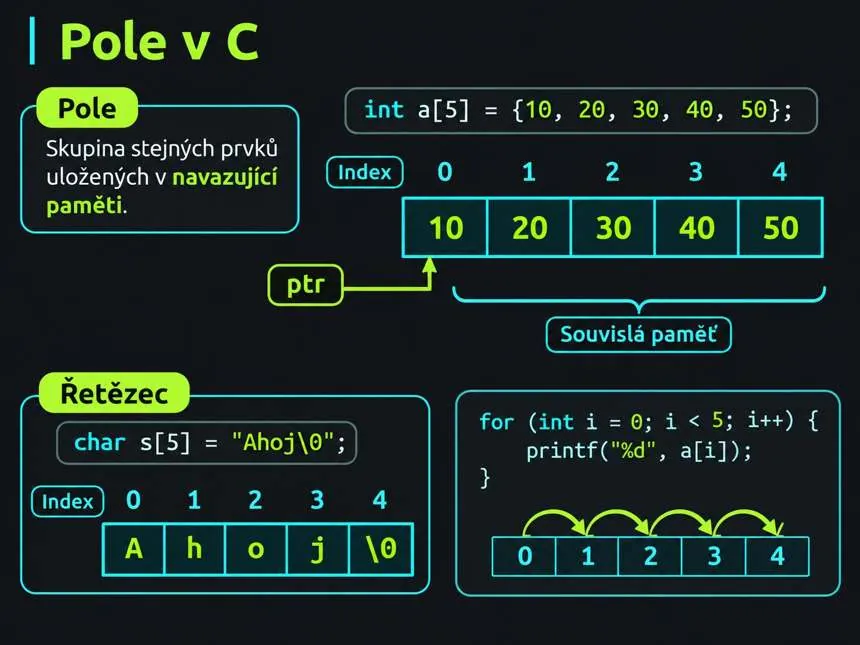 Pole v C
Pole
Skupina stejných prvků
uložených v navazující
paměti.
int a[5] = {10, 20, 30, 40, 50};
Index 0 1 2 3 4
10 20 30 40 50
ptr
Souvislá paměť
Řetězec
char s[5] = "Ahoj\0";
Index 0 1 2 3 4
A h o j \0
for (int i = 0; i < 5; i++) {
    printf("%d", a[i]);
}
0 1 2 3 4